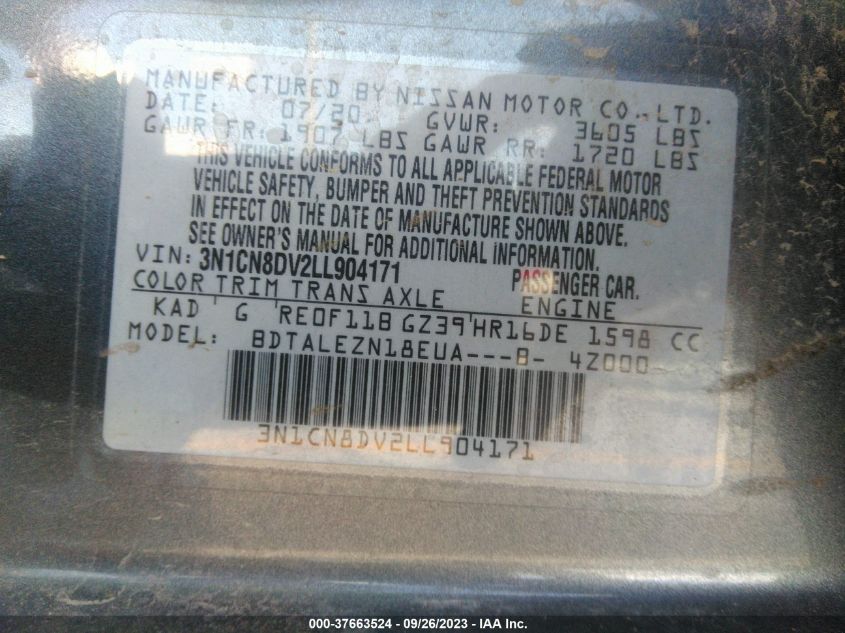 MANUFACTURED BY NISSAN MOTOR CO., LTD.
DATE: 07/20 GVWR: 3605 LBS
GAWR FR: 1907 LBS GAWR RR: 1720 LBS
THIS VEHICLE CONFORMS TO ALL APPLICABLE FEDERAL MOTOR
VEHICLE SAFETY, BUMPER AND THEFT PREVENTION STANDARDS
IN EFFECT ON THE DATE OF MANUFACTURE SHOWN ABOVE.
SEE OWNER'S MANUAL FOR ADDITIONAL INFORMATION.
VIN: 3N1CN8DV2LL904171 PASSENGER CAR.
COLOR TRIM TRANS AXLE ENGINE
KAD ' G 'RE0F11B GZ39'HR16DE 1598 CC
MODEL: BDTALEZN18EUA---B- 4Z000-
3N1CN8DV2LL904171
000-37663524 - 09/26/2023 - IAA Inc.